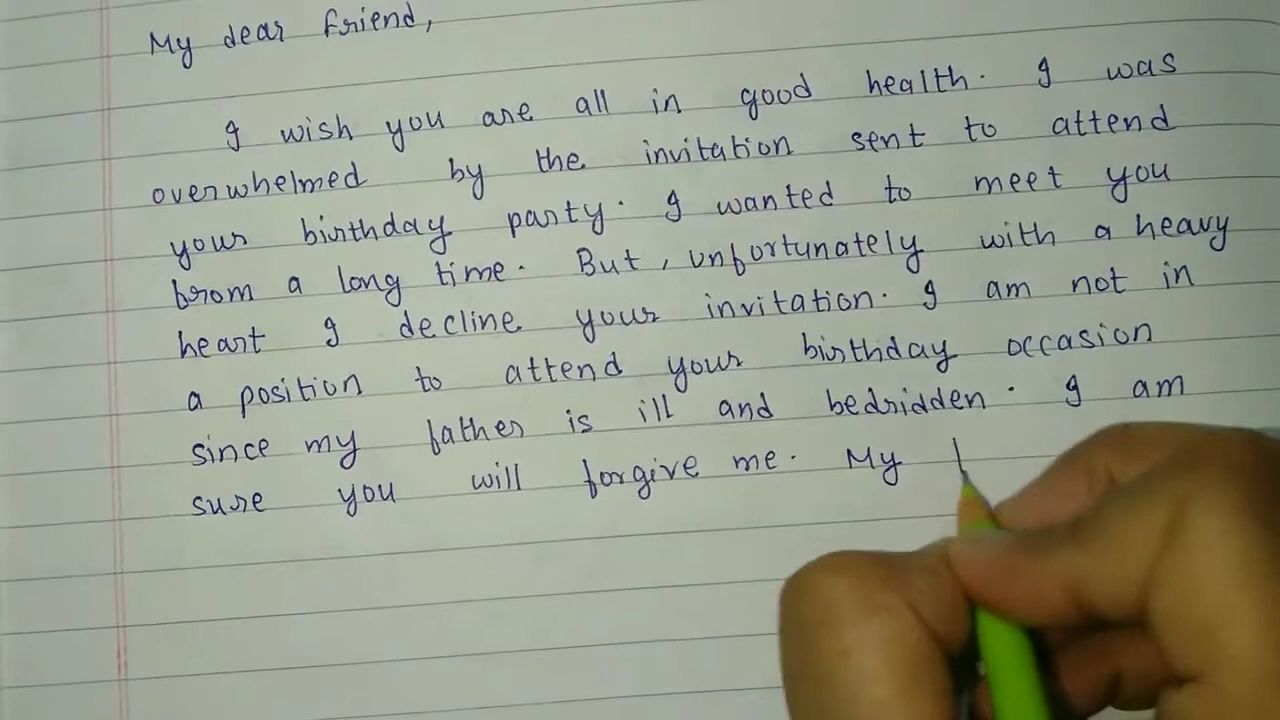 My dear friend,
I wish you are all in good health. I was
overwhelmed by the invitation sent to attend
your birthday party. I wanted to meet you
from a long time. But, unfortunately with a heavy
heart I decline your invitation. I am not in
a position to attend your birthday occasion
since my father is ill and bedridden. I am
sure you will forgive me. My